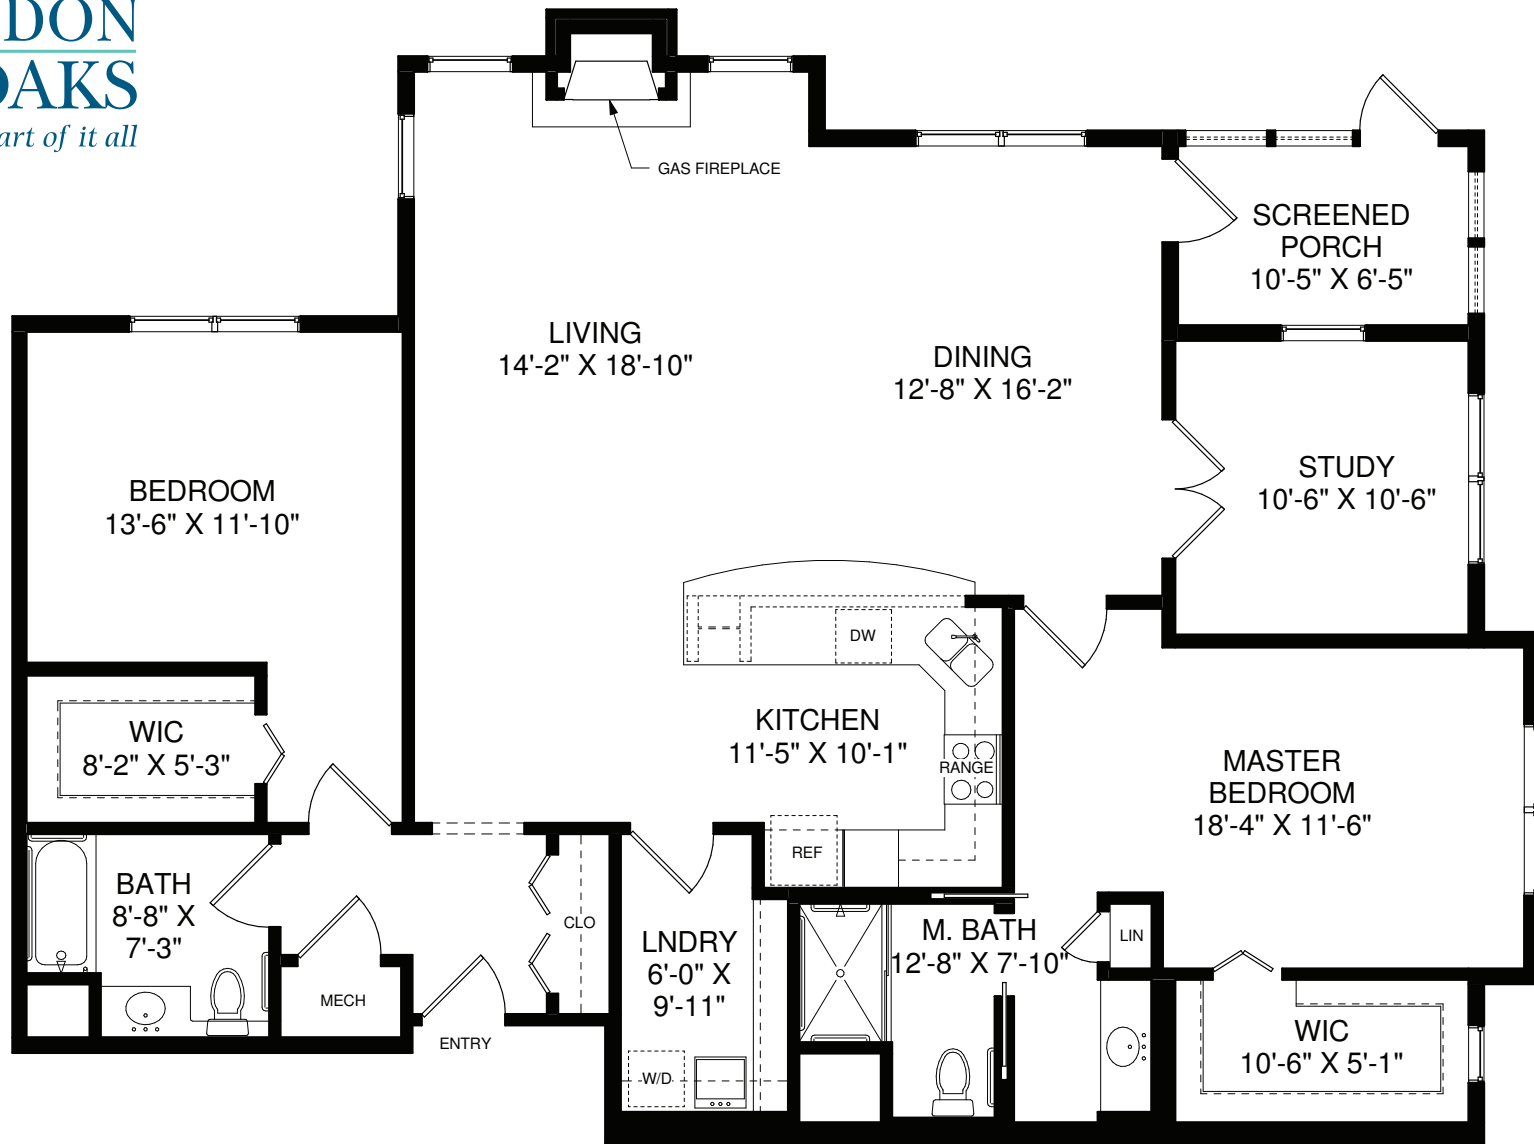 DON
OAKS
art of it all
GAS FIREPLACE
SCREENED
PORCH
10'-5" X 6'-5"
LIVING
14'-2" X 18'-10"
DINING
12'-8" X 16'-2"
BEDROOM
13'-6" X 11'-10"
STUDY
10'-6" X 10'-6"
DW
WIC
8'-2" X 5'-3"
KITCHEN
11'-5" X 10'-1"
RANGE
MASTER
BEDROOM
18'-4" X 11'-6"
REF
BATH
8'-8" X
7'-3"
CLO
LNDRY
6'-0" X
9'-11"
M. BATH
12'-8" X 7'-10"
LIN
MECH
ENTRY
WIC
10'-6" X 5'-1"
W/D